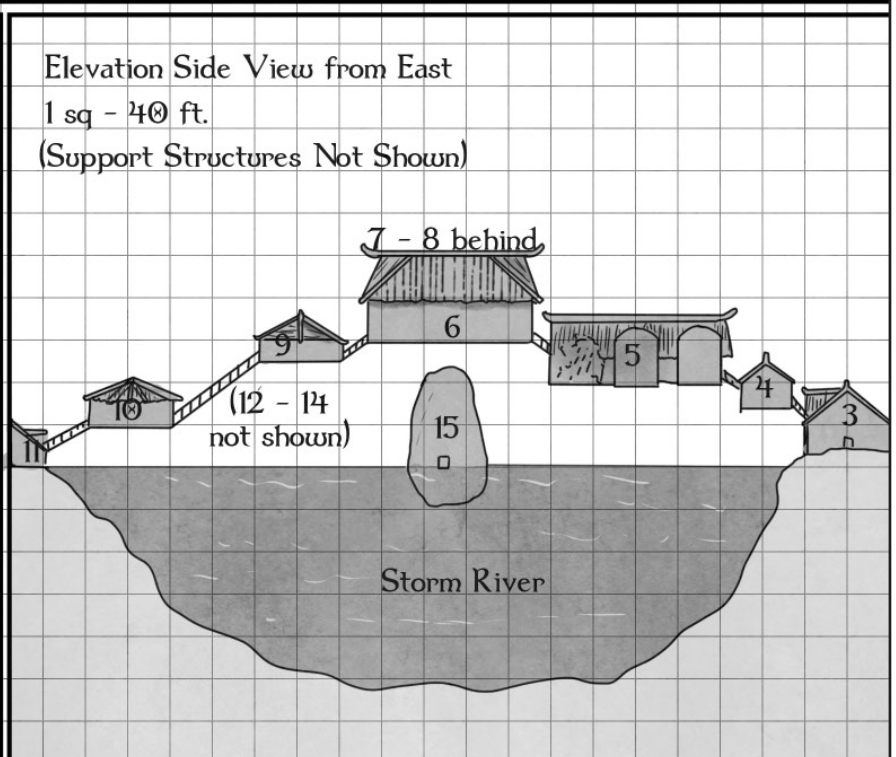 Elevation Side View from East
1 sq - 40 ft.
(Support Structures Not Shown)
7 - 8 behind
6
9
5
10
(12 - 14
not shown)
4
3
11
15
Storm River